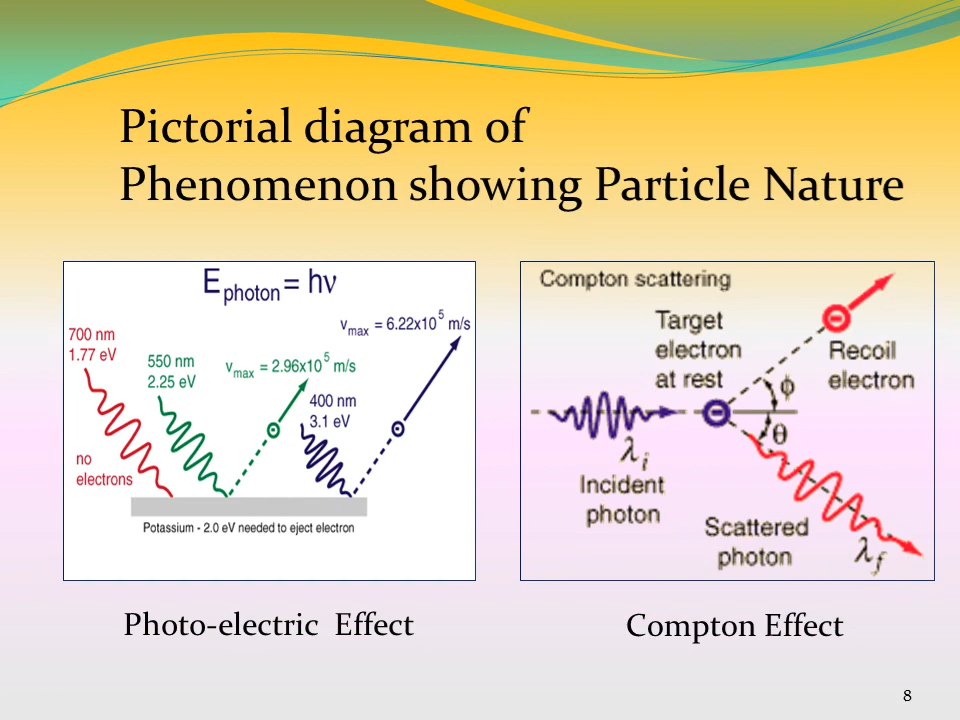 Pictorial diagram of
Phenomenon showing Particle Nature
E photon = hν
700 nm
1.77 eV
550 nm
2.25 eV
v max = 2.96x10 5 m/s
v max = 6.22x10 5 m/s
400 nm
3.1 eV
no
electrons
Potassium - 2.0 eV needed to eject electron
Compton scattering
Target
electron
at rest
Recoil
electron
ϕ
θ
λi
Incident
photon
Scattered
photon
λf
Photo-electric Effect
Compton Effect
8